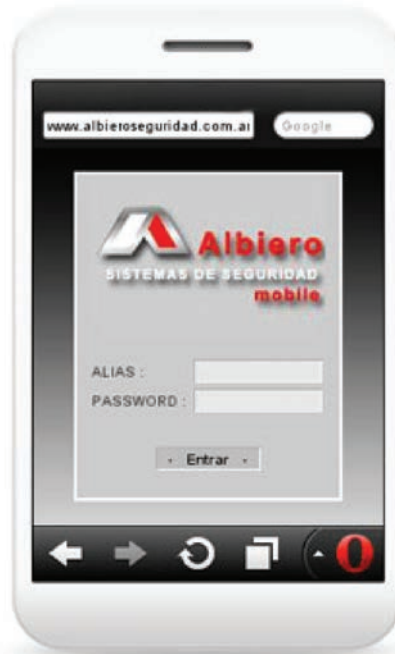 www.albieroseguridad.com.ar
Google
Albiero
SISTEMAS DE SEGURIDAD
mobile
ALIAS :
PASSWORD :
· Entrar ·